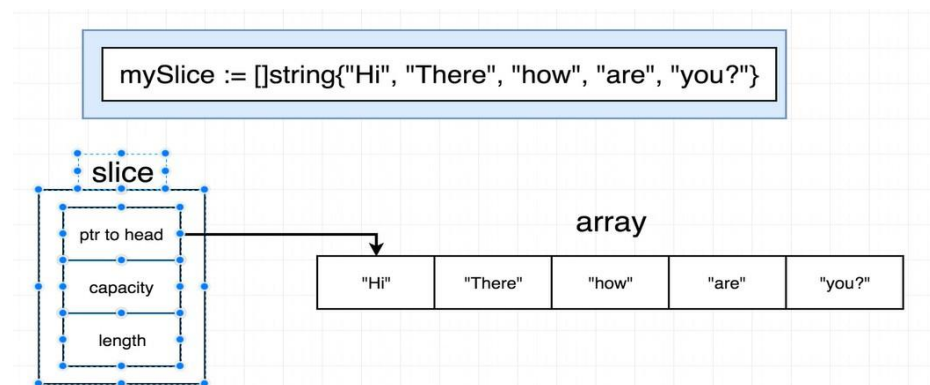 mySlice := []string{"Hi", "There", "how", "are", "you?"}
slice
ptr to head
capacity
length
array
"Hi" "There" "how" "are" "you?"